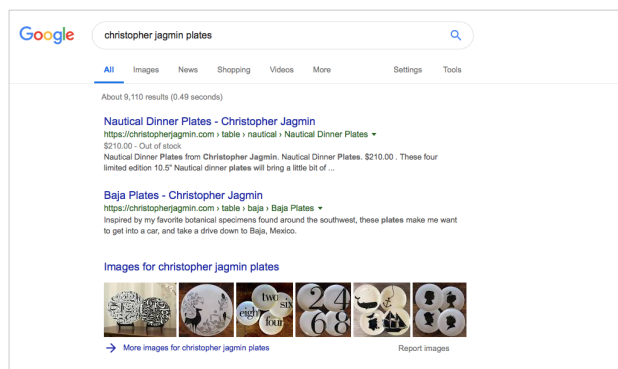 Google
christopher jagmin plates
All Images News Shopping Videos More Settings Tools
About 9,110 results (0.49 seconds)
Nautical Dinner Plates - Christopher Jagmin
https://christopherjagmin.com › table › nautical › Nautical Dinner Plates
$210.00 - Out of stock
Nautical Dinner Plates from Christopher Jagmin. Nautical Dinner Plates. $210.00 . These four
limited edition 10.5" Nautical dinner plates will bring a little bit of ...
Baja Plates - Christopher Jagmin
https://christopherjagmin.com › table › baja › Baja Plates
Inspired by my favorite botanical specimens found around the southwest, these plates make me want
to get into a car, and take a drive down to Baja, Mexico.
Images for christopher jagmin plates
two six
eight four
2 4
6 8
More images for christopher jagmin plates Report images